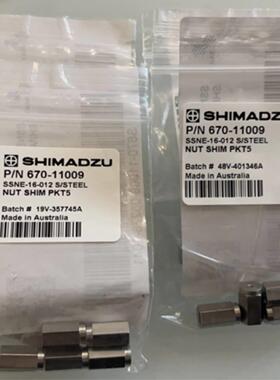 SHIMADZU
P/N 670-11009
SSNE-16-012 S/STEEL
NUT SHIM PKT5
Batch # 19V-357745A
Made in Australia
SHIMADZU
P/N 670-11009
SSNE-16-012 S/STEEL
NUT SHIM PKT5
Batch # 48V-401346A
Made in Australia